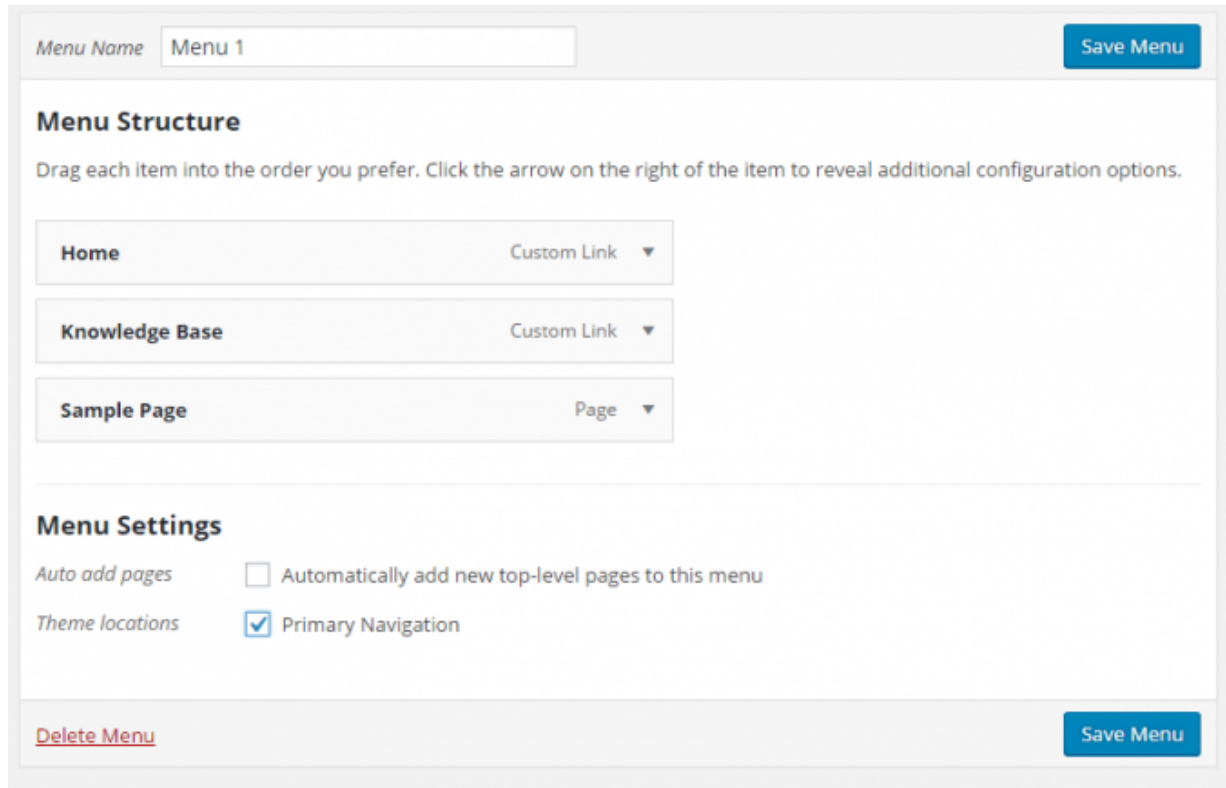 Menu Name Menu 1 Save Menu
Menu Structure
Drag each item into the order you prefer. Click the arrow on the right of the item to reveal additional configuration options.
Home Custom Link
Knowledge Base Custom Link
Sample Page Page
Menu Settings
Auto add pages Automatically add new top-level pages to this menu
Theme locations Primary Navigation
Delete Menu Save Menu